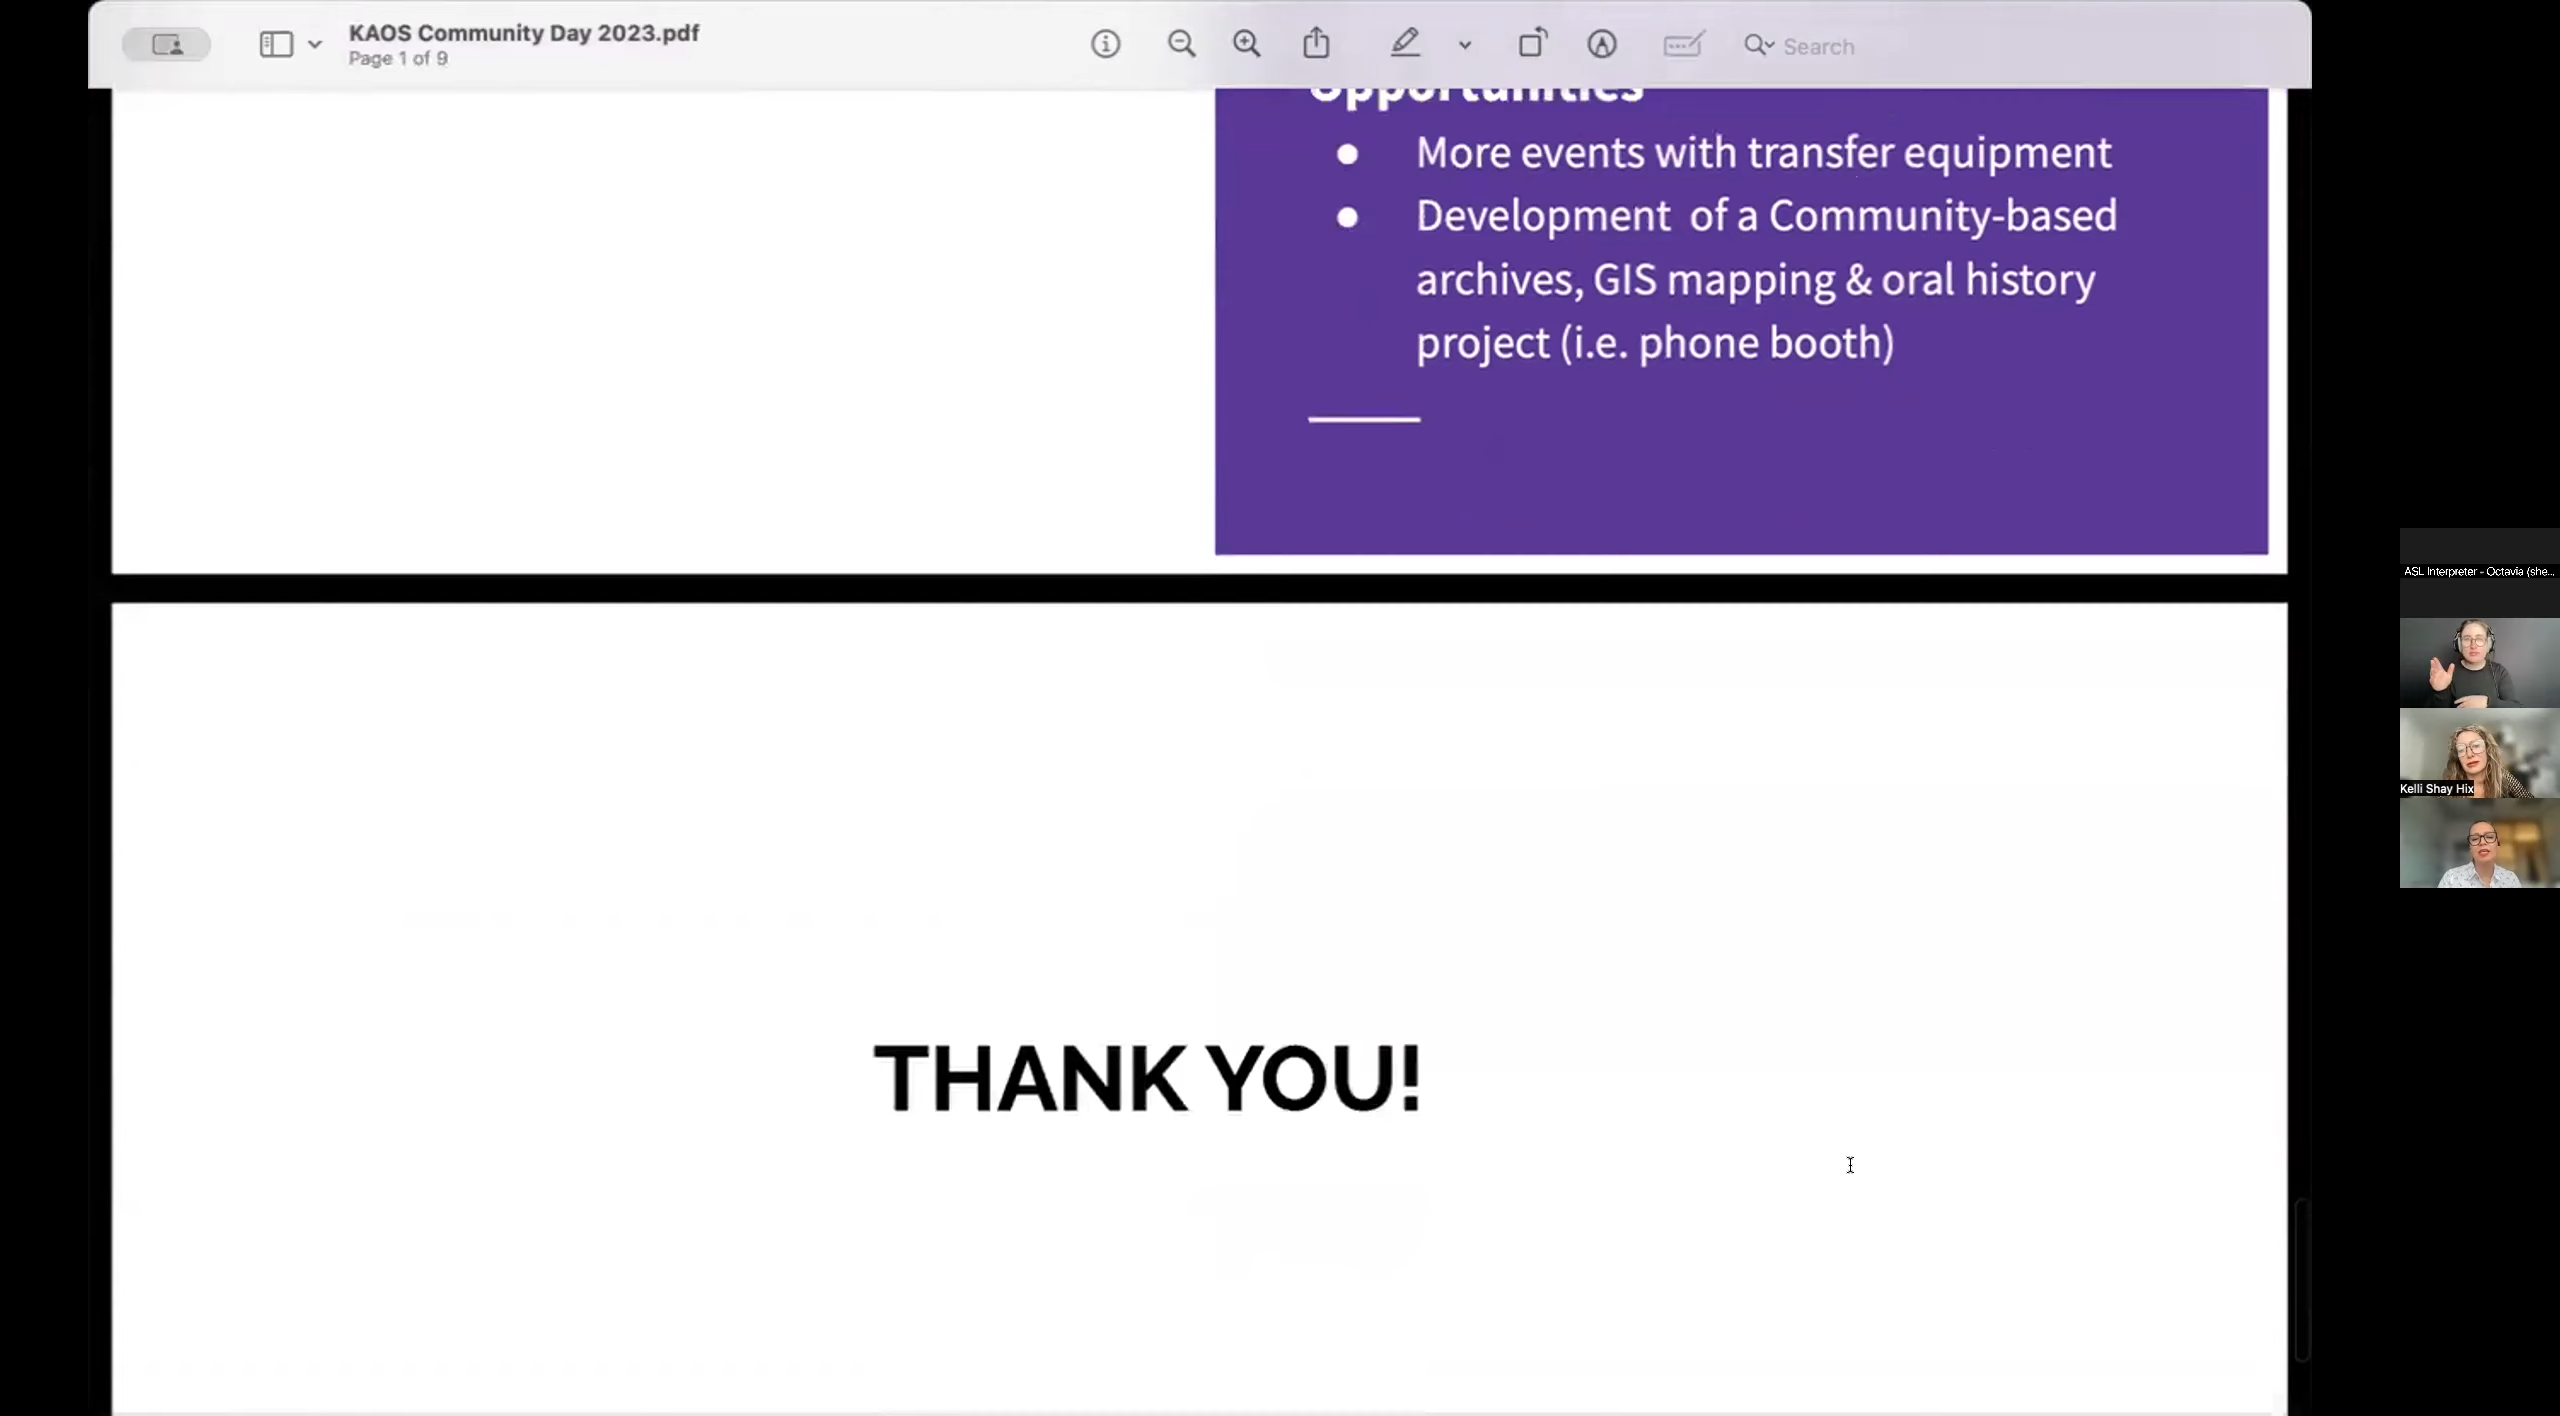 KAOS Community Day 2023.pdf
Page 1 of 9
Search
Opportunities
● More events with transfer equipment
● Development of a Community-based
archives, GIS mapping & oral history
project (i.e. phone booth)
THANK YOU!
ASL Interpreter - Octavia (she...
Kelli Shay Hix